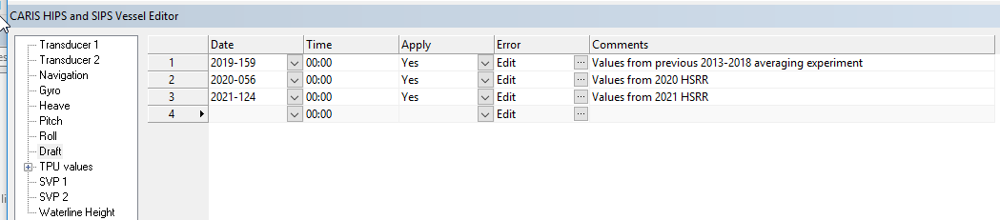 CARIS HIPS and SIPS Vessel Editor
Transducer 1
Transducer 2
Navigation
Gyro
Heave
Pitch
Roll
Draft
TPU values
SVP 1
SVP 2
Waterline Height
Date Time Apply Error Comments
1 2019-159 00:00 Yes Edit ... Values from previous 2013-2018 averaging experiment
2 2020-056 00:00 Yes Edit ... Values from 2020 HSRR
3 2021-124 00:00 Yes Edit ... Values from 2021 HSRR
4 00:00 Edit ...